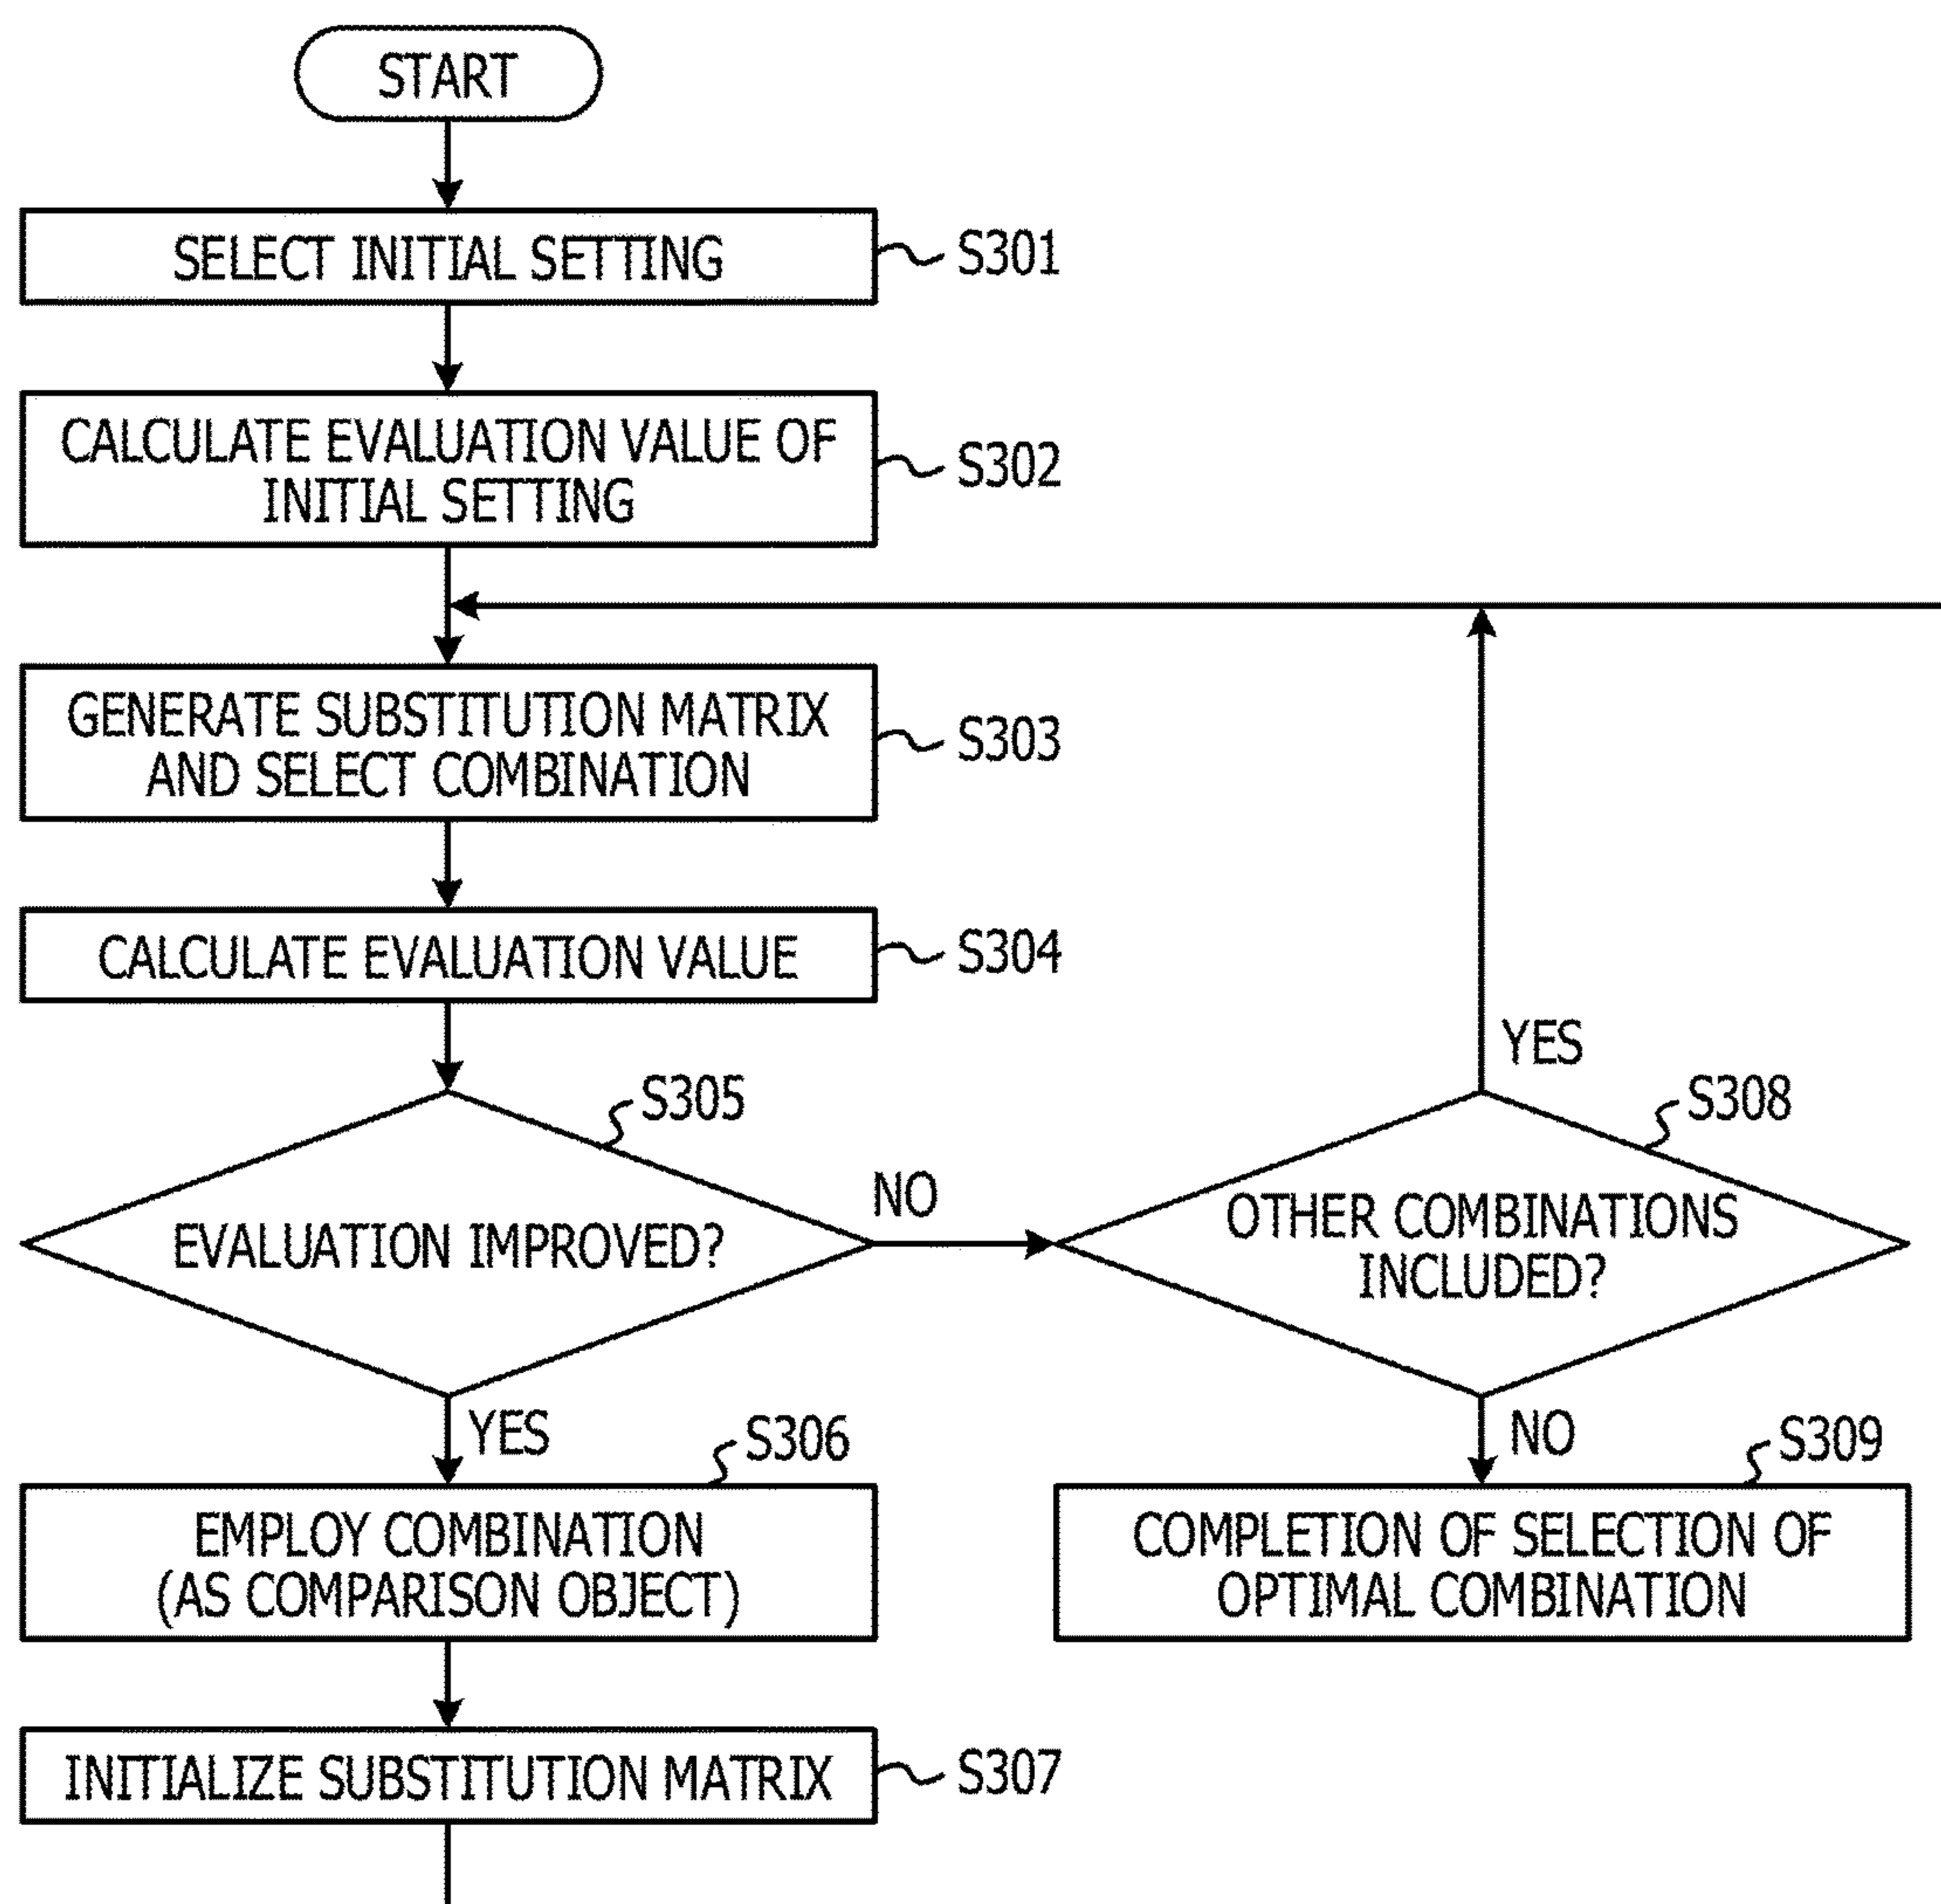 START
SELECT INITIAL SETTING
S301
CALCULATE EVALUATION VALUE OF
INITIAL SETTING
S302
GENERATE SUBSTITUTION MATRIX
AND SELECT COMBINATION
S303
CALCULATE EVALUATION VALUE
S304
S305
EVALUATION IMPROVED?
NO
YES
S308
OTHER COMBINATIONS
INCLUDED?
YES
S306
EMPLOY COMBINATION
(AS COMPARISON OBJECT)
NO
S309
COMPLETION OF SELECTION OF
OPTIMAL COMBINATION
INITIALIZE SUBSTITUTION MATRIX
S307